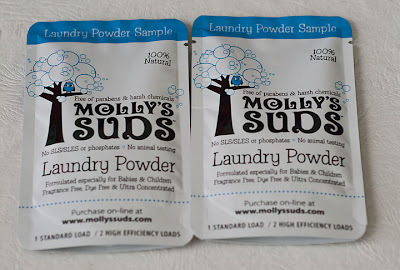 Laundry Powder Sample
100%
Natural
Free of parabens & harsh chemicals
MOLLY'S
SUDS
No SLS/SLES or phosphates - No animal testing
Laundry Powder
Formulated especially for Babies & Children
Fragrance Free, Dye Free & Ultra Concentrated
Purchase on-line at
www.mollyssuds.com
1 STANDARD LOAD / 2 HIGH EFFICIENCY LOADS
Laundry Powder Sample
100%
Natural
Free of parabens & harsh chemicals
MOLLY'S
SUDS
No SLS/SLES or phosphates - No animal testing
Laundry Powder
Formulated especially for Babies & Children
Fragrance Free, Dye Free & Ultra Concentrated
Purchase on-line at
www.mollyssuds.com
1 STANDARD LOAD / 2 HIGH EFFICIENCY LOADS